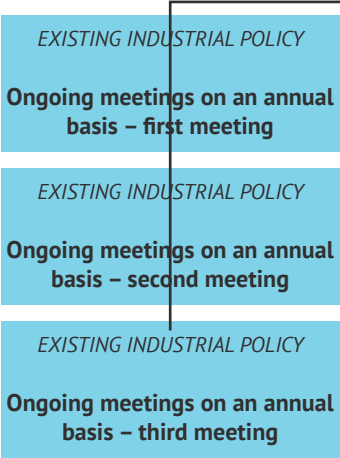 EXISTING INDUSTRIAL POLICY
Ongoing meetings on an annual
basis – first meeting
EXISTING INDUSTRIAL POLICY
Ongoing meetings on an annual
basis – second meeting
EXISTING INDUSTRIAL POLICY
Ongoing meetings on an annual
basis – third meeting